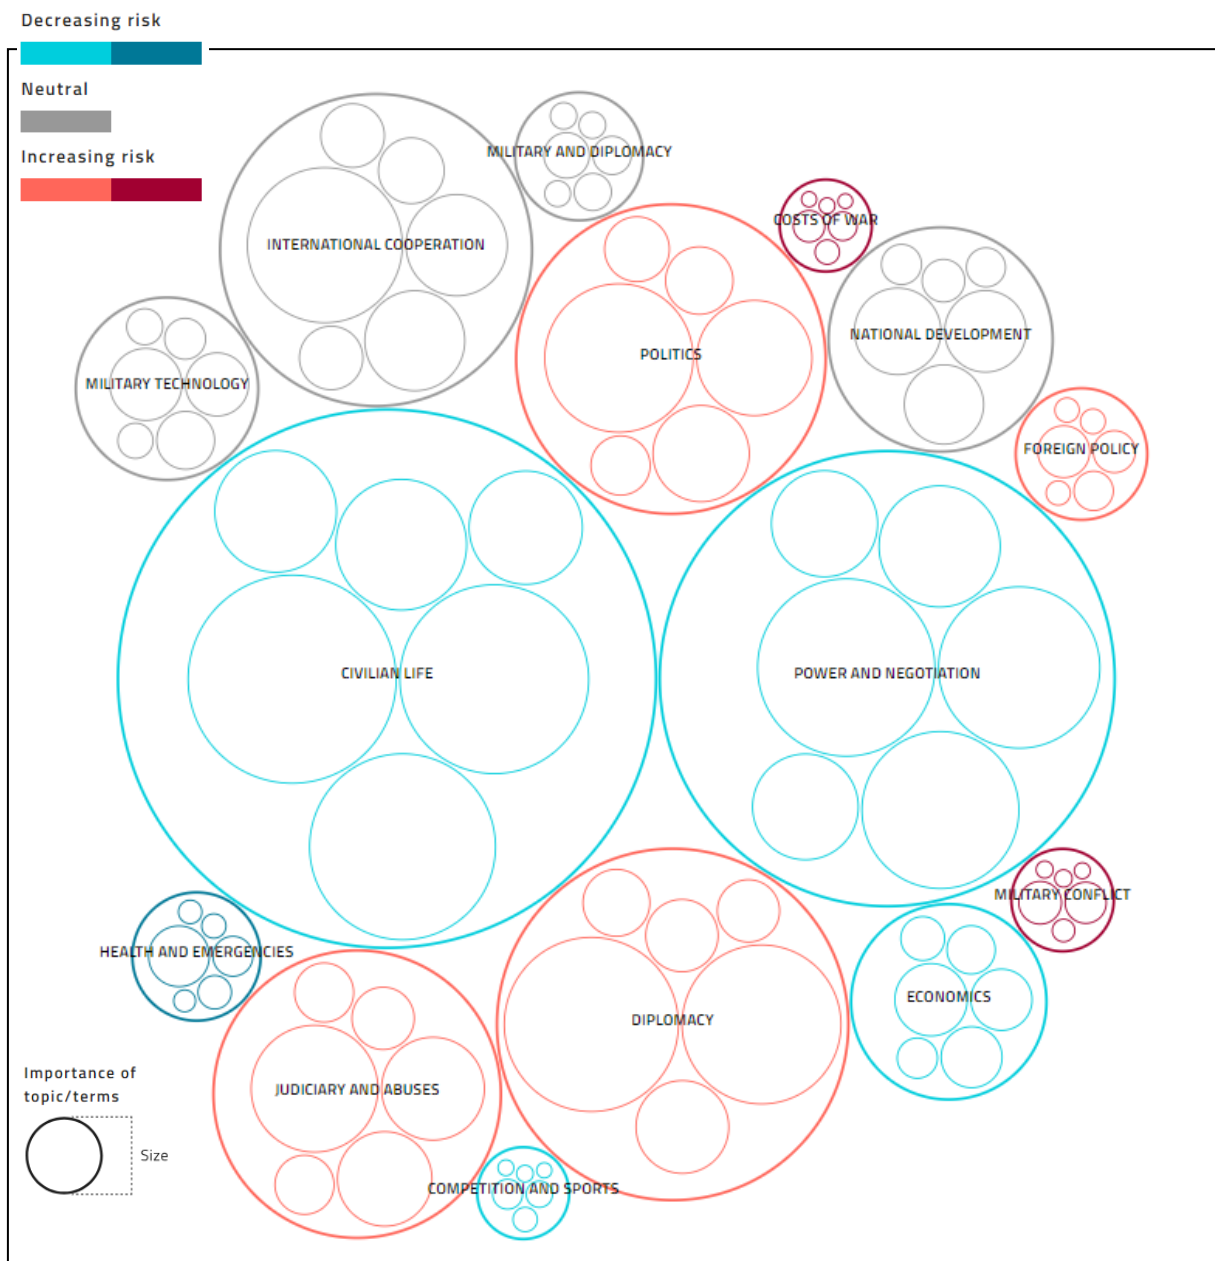 Decreasing risk
Neutral
Increasing risk
MILITARY AND DIPLOMACY
COSTS OF WAR
INTERNATIONAL COOPERATION
NATIONAL DEVELOPMENT
POLITICS
MILITARY TECHNOLOGY
FOREIGN POLICY
CIVILIAN LIFE
POWER AND NEGOTIATION
MILITARY CONFLICT
HEALTH AND EMERGENCIES
ECONOMICS
DIPLOMACY
JUDICIARY AND ABUSES
COMPETITION AND SPORTS
Importance of
topic/terms
Size